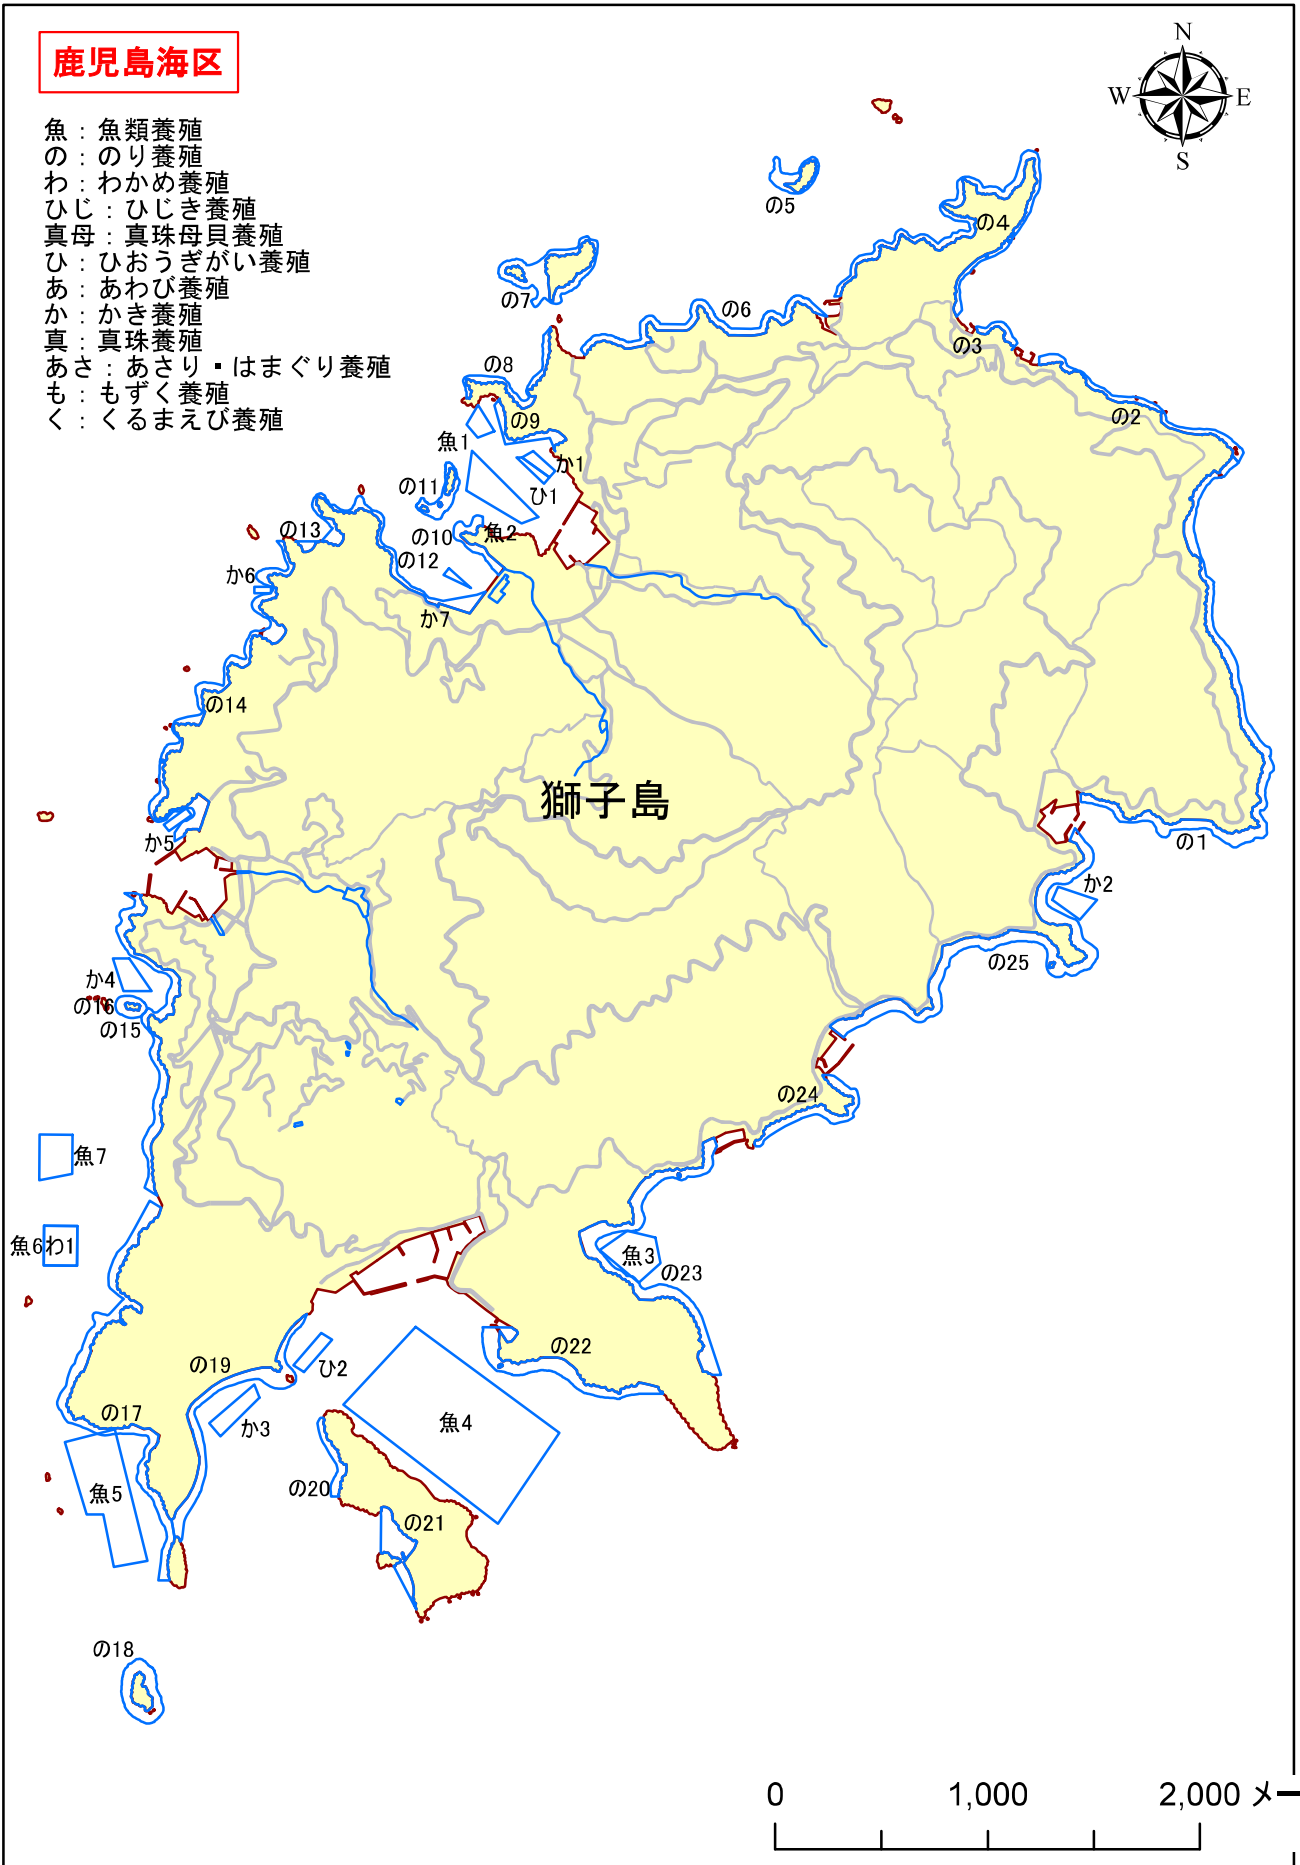 鹿児島海区
N
W E
S
魚：魚類養殖
の：のり養殖
わ：わかめ養殖
ひじ：ひじき養殖
真母：真珠母貝養殖
ひ：ひおうぎがい養殖
あ：あわび養殖
か：かき養殖
真：真珠養殖
あさ：あさり・はまぐり養殖
も：もずく養殖
く：くるまえび養殖
の5
の4
の7
の6
の3
の8
の2
の9
魚1
か1
の11
ひ1
の13
の10
魚2
の12
か6
か7
の14
獅子島
か5
の1
か2
の25
か4
の16
の15
の24
魚7
魚6
わ1
魚3
の23
の22
の19
ひ2
の17
か3
魚4
の20
魚5
の21
の18
0 1,000 2,000 メー